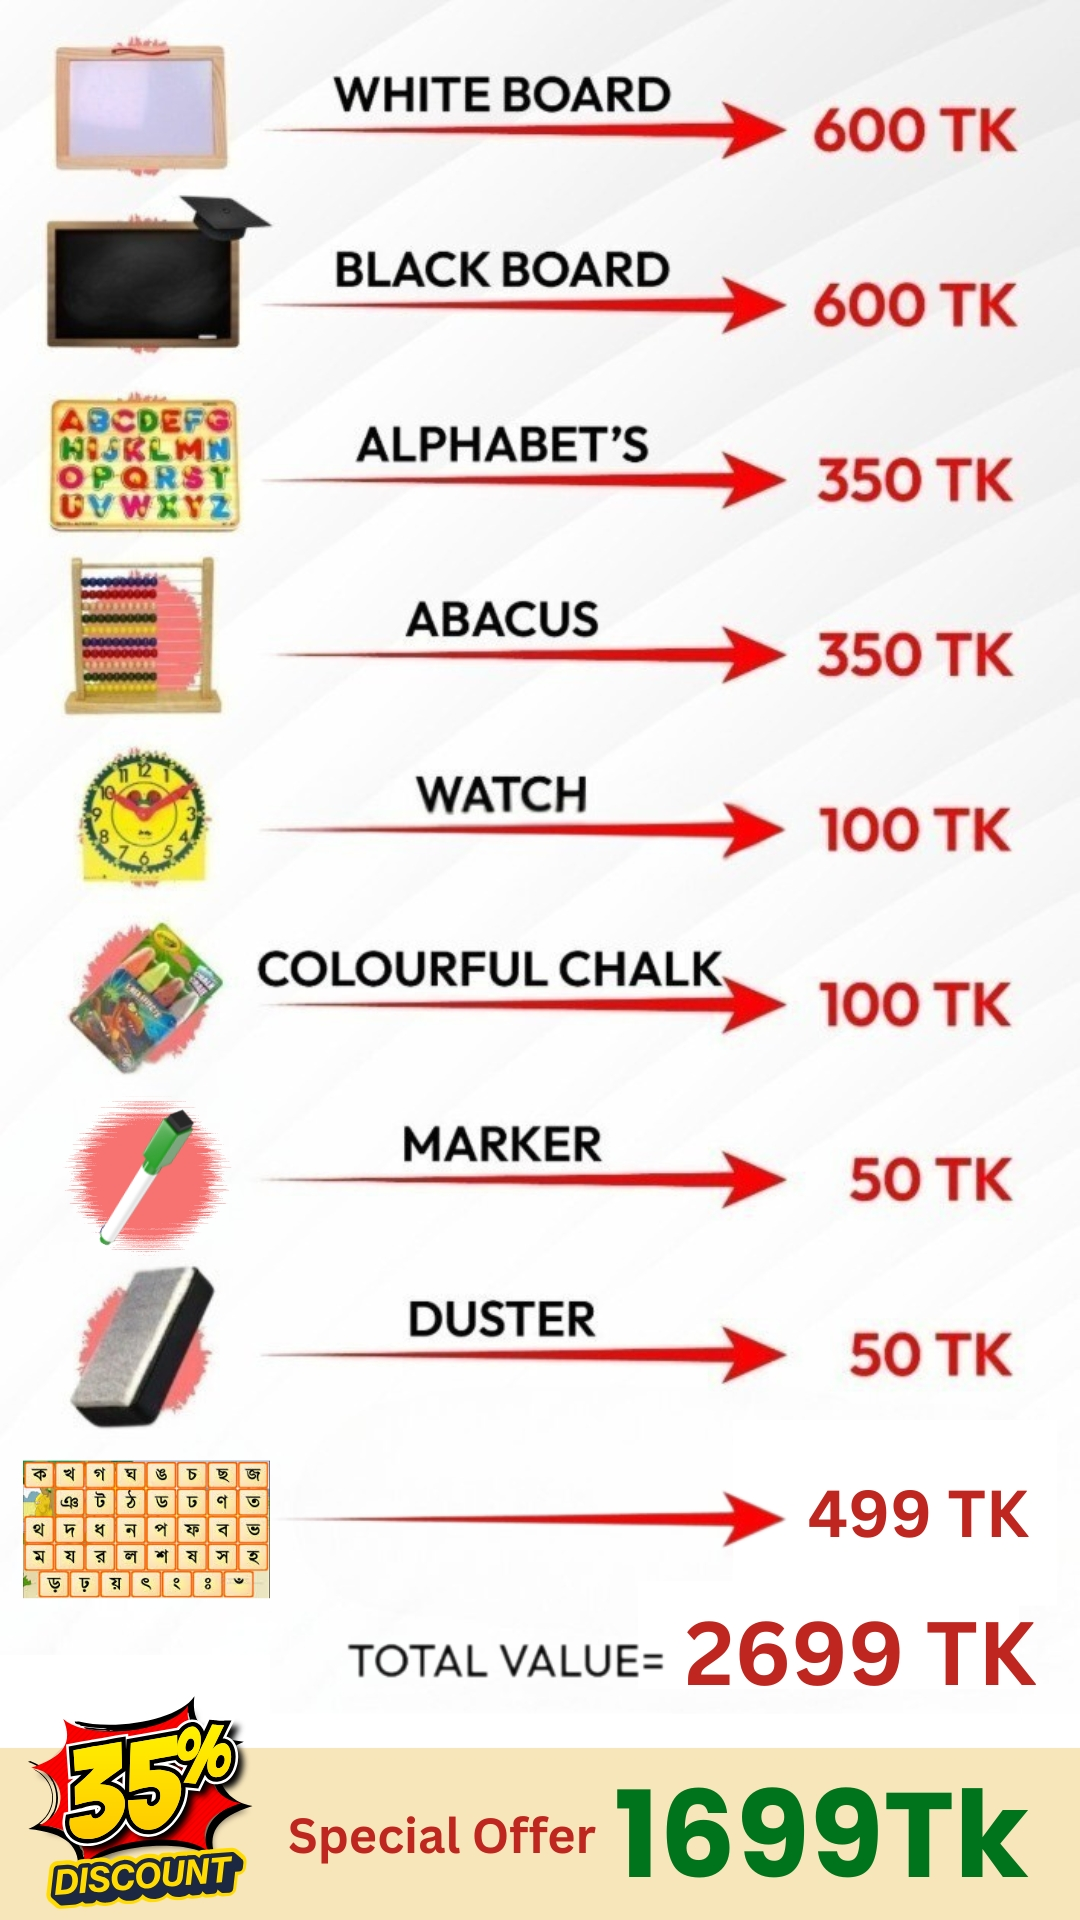 WHITE BOARD
600 TK
BLACK BOARD
600 TK
ABCDEFG
HIJKLMN
OPQRST
UVWXYZ
ALPHABET'S
350 TK
ABACUS
350 TK
12 1 2 3 4 5 6 7 8 9 10 11
WATCH
100 TK
COLOURFUL CHALK
100 TK
MARKER
50 TK
DUSTER
50 TK
ক খ গ ঘ ঙ চ ছ জ
ঞ ট ঠ ড ঢ ণ ত
থ দ ধ ন প ফ ব ভ
ম য র ল শ ষ স হ
ড় ঢ় য় ৎ ং ঃ ঁ
499 TK
TOTAL VALUE= 2699 TK
35%
DISCOUNT
Special Offer 1699Tk